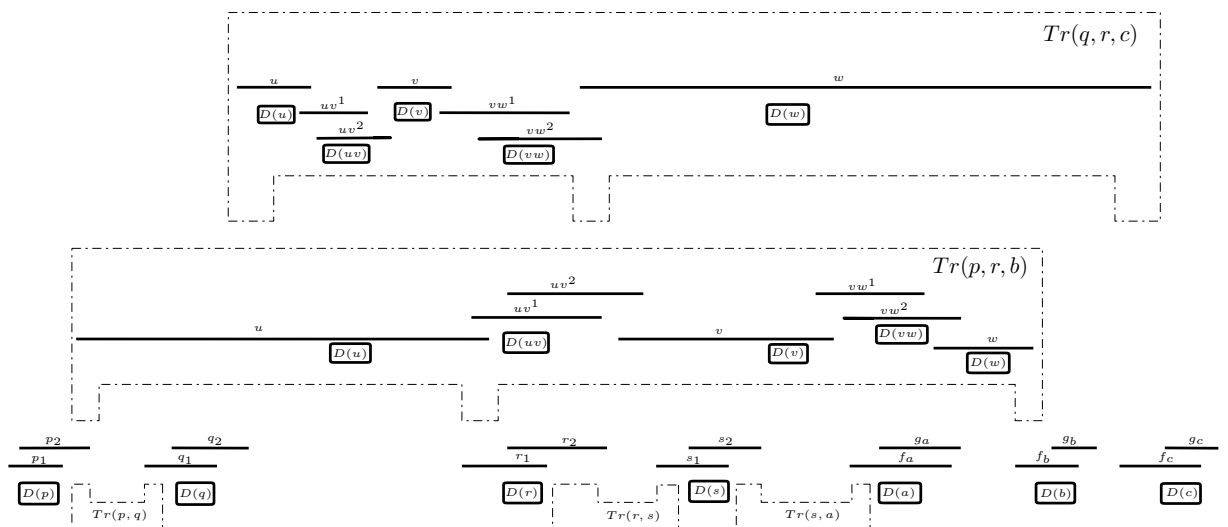 Tr(q, r, c)
u v w
D(u) uv¹ D(v) vw¹ D(w)
uv² vw²
D(uv) D(vw)
Tr(p, r, b)
uv² vw¹
uv¹ vw²
u D(uv) v D(vw) w
D(u) D(v) D(w)
p₂ q₂ r₂ s₂ g_a g_b g_c
p₁ q₁ r₁ s₁ f_a f_b f_c
D(p) D(q) D(r) D(s) D(a) D(b) D(c)
Tr(p, q) Tr(r, s) Tr(s, a)